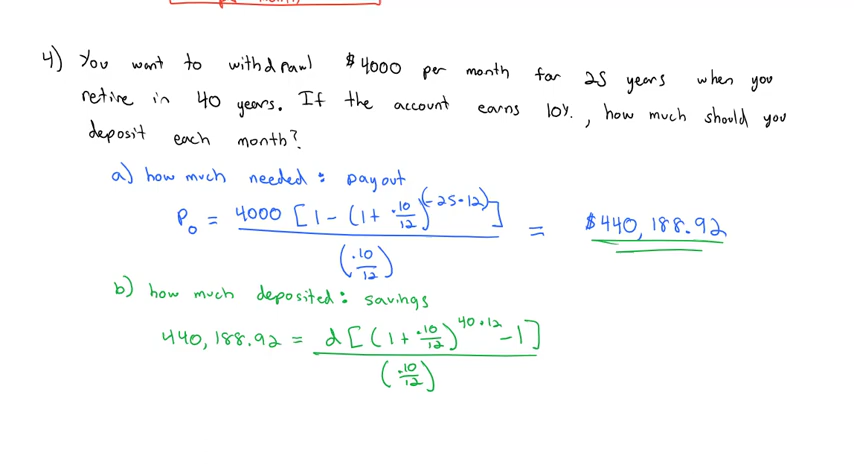 4) You want to withdrawl $4000 per month for 25 years when you
retire in 40 years. If the account earns 10%, how much should you
deposit each month?
a) how much needed: payout
P₀ = 4000 [1 - (1 + .10/12)^(-25·12)] / (.10/12) = $440,188.92
b) how much deposited: savings
440,188.92 = d[(1 + .10/12)^40·12 - 1] / (.10/12)